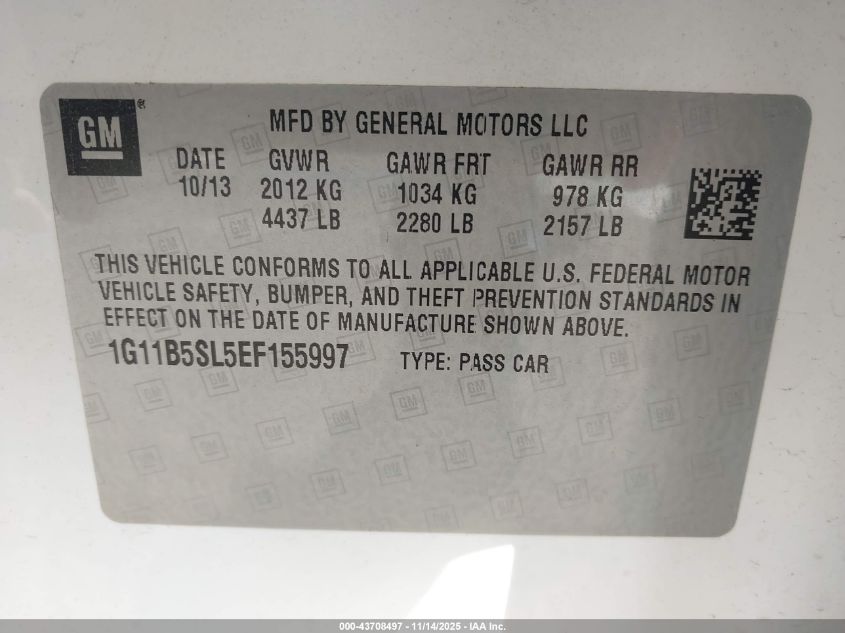 GM®
MFD BY GENERAL MOTORS LLC
DATE GVWR GAWR FRT GAWR RR
10/13 2012 KG 1034 KG 978 KG
4437 LB 2280 LB 2157 LB
THIS VEHICLE CONFORMS TO ALL APPLICABLE U.S. FEDERAL MOTOR
VEHICLE SAFETY, BUMPER, AND THEFT PREVENTION STANDARDS IN
EFFECT ON THE DATE OF MANUFACTURE SHOWN ABOVE.
1G11B5SL5EF155997 TYPE: PASS CAR
000-43708497 - 11/14/2025 - IAA Inc.